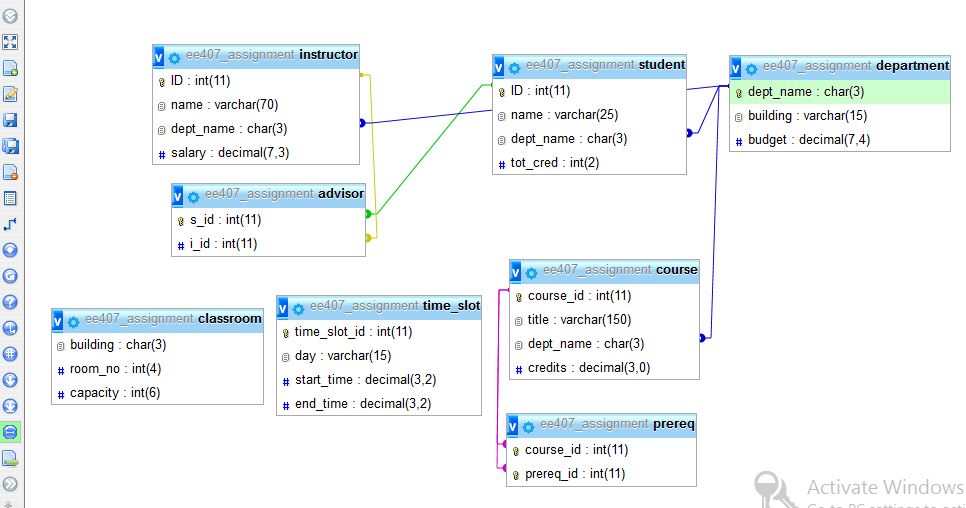 ee407_assignment instructor
ID : int(11)
name : varchar(70)
dept_name : char(3)
salary : decimal(7,3)
ee407_assignment student
ID : int(11)
name : varchar(25)
dept_name : char(3)
tot_cred : int(2)
ee407_assignment department
dept_name : char(3)
building : varchar(15)
budget : decimal(7,4)
ee407_assignment advisor
s_id : int(11)
i_id : int(11)
ee407_assignment classroom
building : char(3)
room_no : int(4)
capacity : int(6)
ee407_assignment time_slot
time_slot_id : int(11)
day : varchar(15)
start_time : decimal(3,2)
end_time : decimal(3,2)
ee407_assignment course
course_id : int(11)
title : varchar(150)
dept_name : char(3)
credits : decimal(3,0)
ee407_assignment prereq
course_id : int(11)
prereq_id : int(11)
Activate Windows
Go to PC settings to